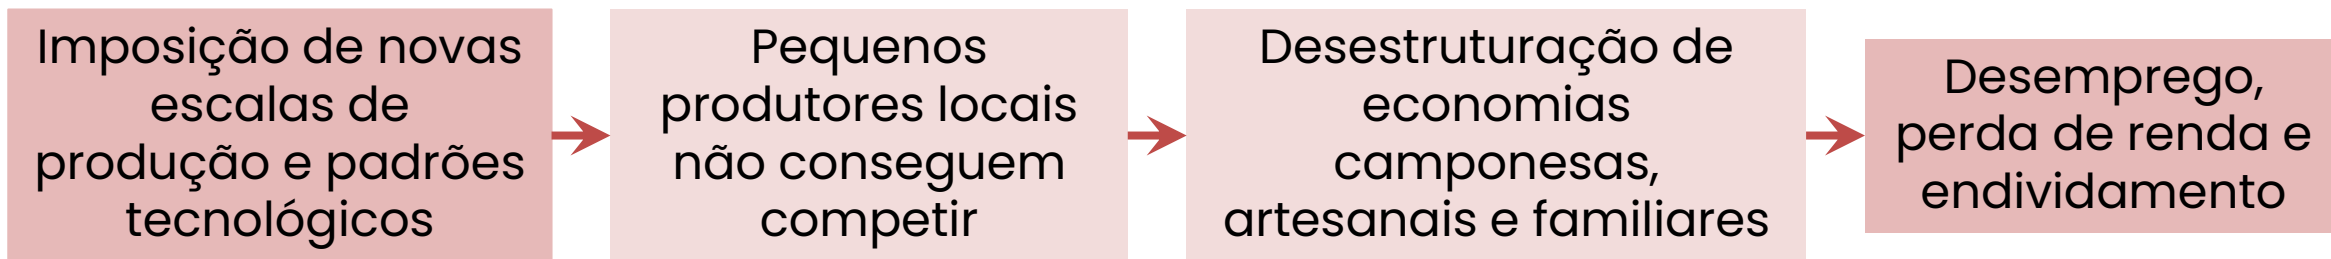 Imposição de novas
escalas de
produção e padrões
tecnológicos
Pequenos
produtores locais
não conseguem
competir
Desestruturação de
economias
camponesas,
artesanais e familiares
Desemprego,
perda de renda e
endividamento